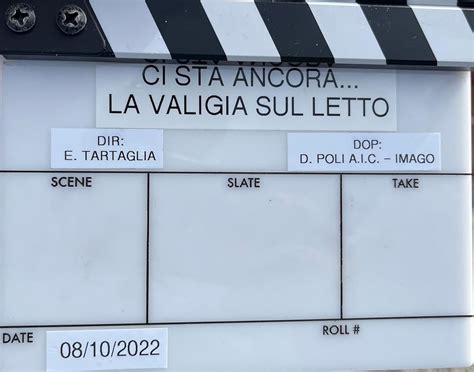 CI STA ANCORA...
LA VALIGIA SUL LETTO
DIR:
E. TARTAGLIA
DOP:
D. POLI A.I.C. – IMAGO
SCENE
SLATE
TAKE
DATE
08/10/2022
ROLL #